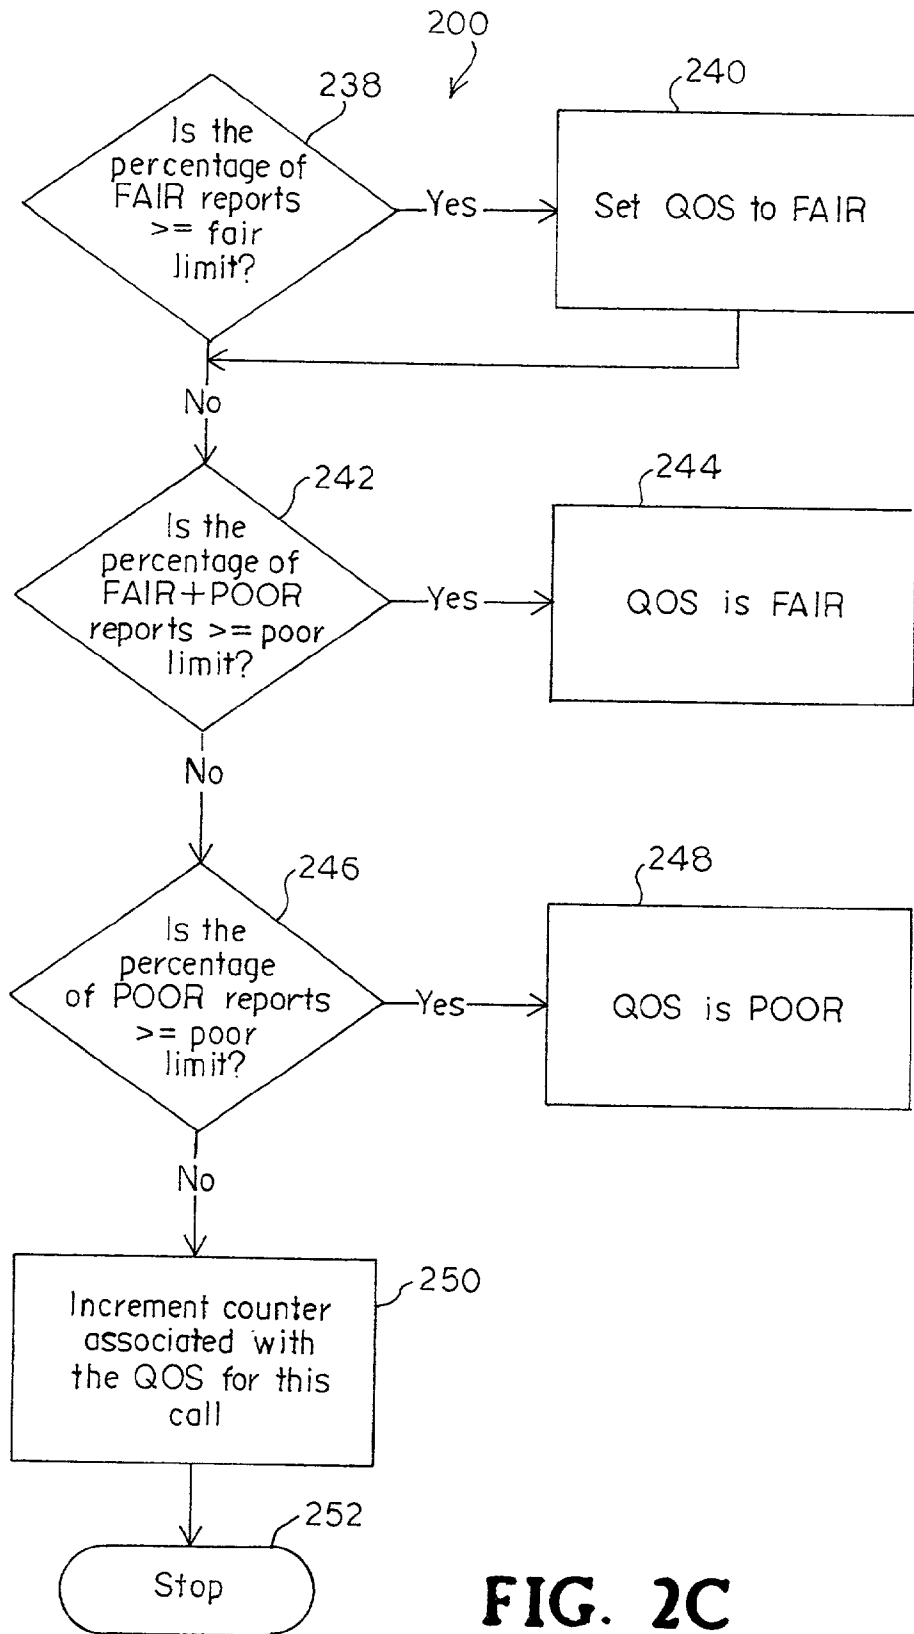 200
238
Is the
percentage of
FAIR reports
>= fair
limit?
Yes
240
Set QOS to FAIR
No
242
Is the
percentage of
FAIR+POOR
reports >= poor
limit?
Yes
244
QOS is FAIR
No
246
Is the
percentage
of POOR reports
>= poor
limit?
Yes
248
QOS is POOR
No
250
Increment counter
associated with
the QOS for this
call
252
Stop
FIG. 2C